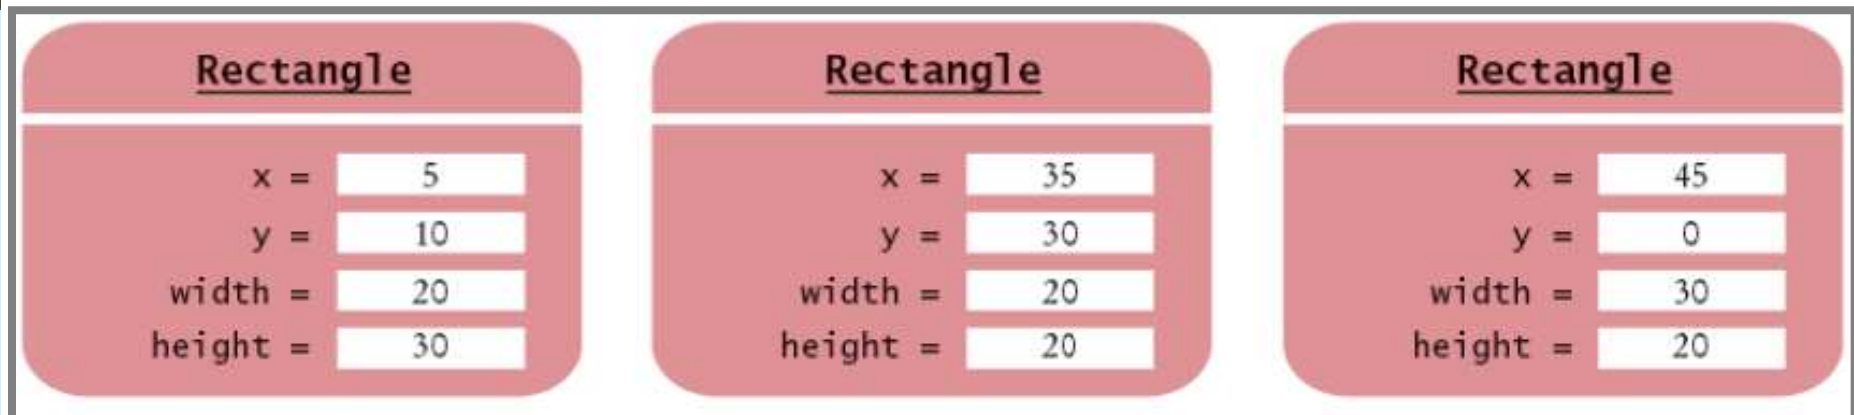 Rectangle
x = 5
y = 10
width = 20
height = 30
Rectangle
x = 35
y = 30
width = 20
height = 20
Rectangle
x = 45
y = 0
width = 30
height = 20